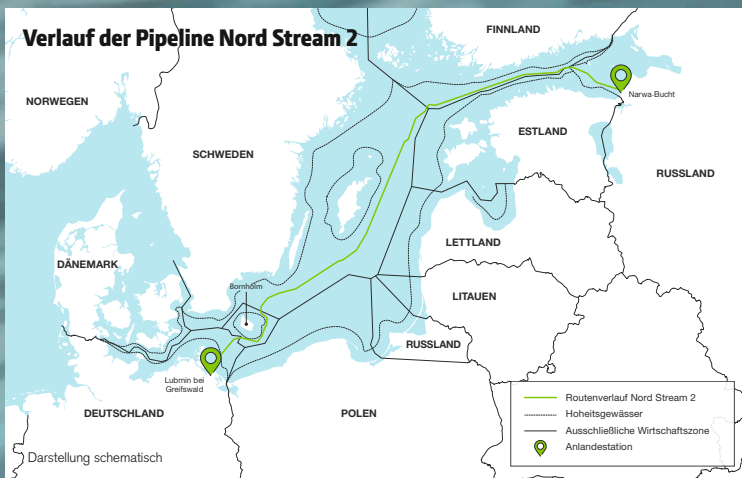 Verlauf der Pipeline Nord Stream 2
FINNLAND
NORWEGEN
Narwa-Bucht
ESTLAND
SCHWEDEN
RUSSLAND
LETTLAND
DÄNEMARK
Bornholm
LITAUEN
RUSSLAND
Lubmin bei
Greifswald
DEUTSCHLAND
POLEN
Routenverlauf Nord Stream 2
Hoheitsgewässer
Ausschließliche Wirtschaftszone
Anlandestation
Darstellung schematisch